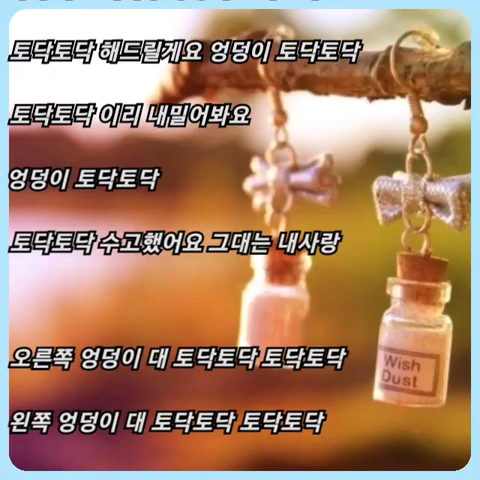 토닥토닥 해드릴게요 엉덩이 토닥토닥
토닥토닥 이리 내밀어봐요
엉덩이 토닥토닥
토닥토닥 수고했어요 그대는 내사랑
오른쪽 엉덩이 대 토닥토닥 토닥토닥
왼쪽 엉덩이 대 토닥토닥 토닥토닥
Wish
Dust